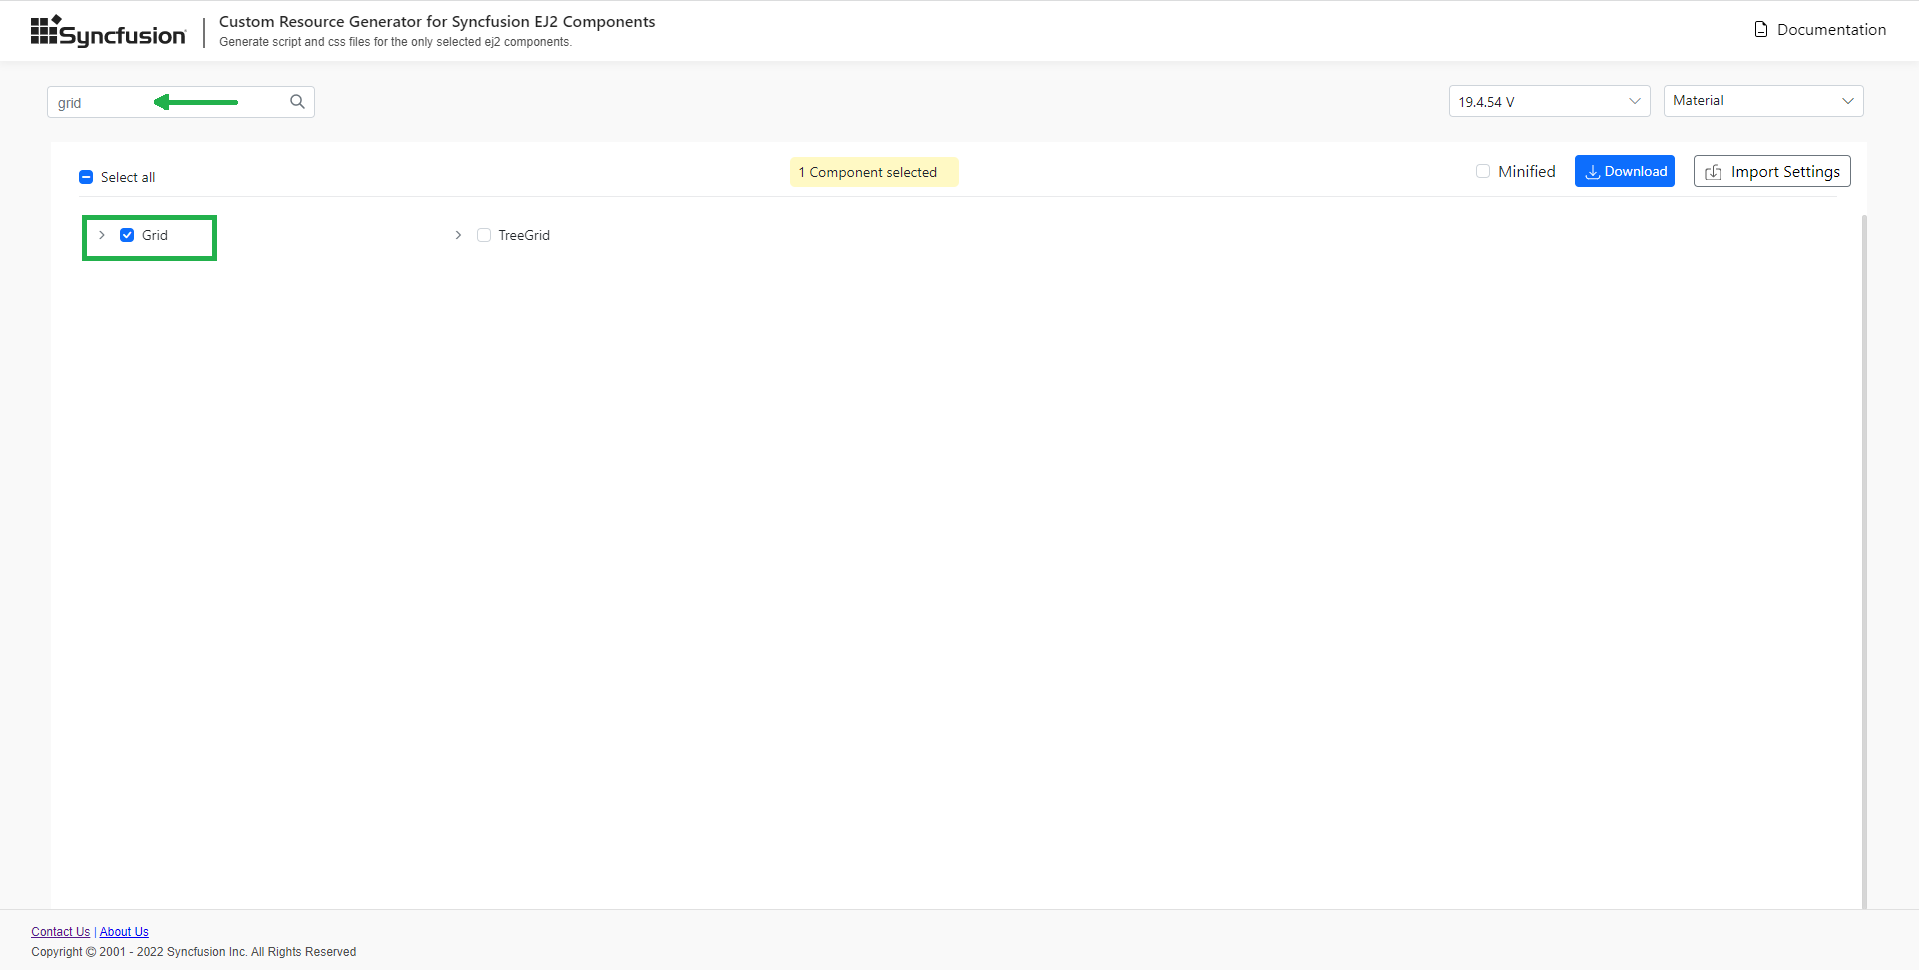 Syncfusion
Custom Resource Generator for Syncfusion EJ2 Components
Generate script and css files for the only selected ej2 components.
Documentation
grid
19.4.54 V
Material
Select all
1 Component selected
Minified
Download
Import Settings
Grid
TreeGrid
Contact Us | About Us
Copyright © 2001 - 2022 Syncfusion Inc. All Rights Reserved